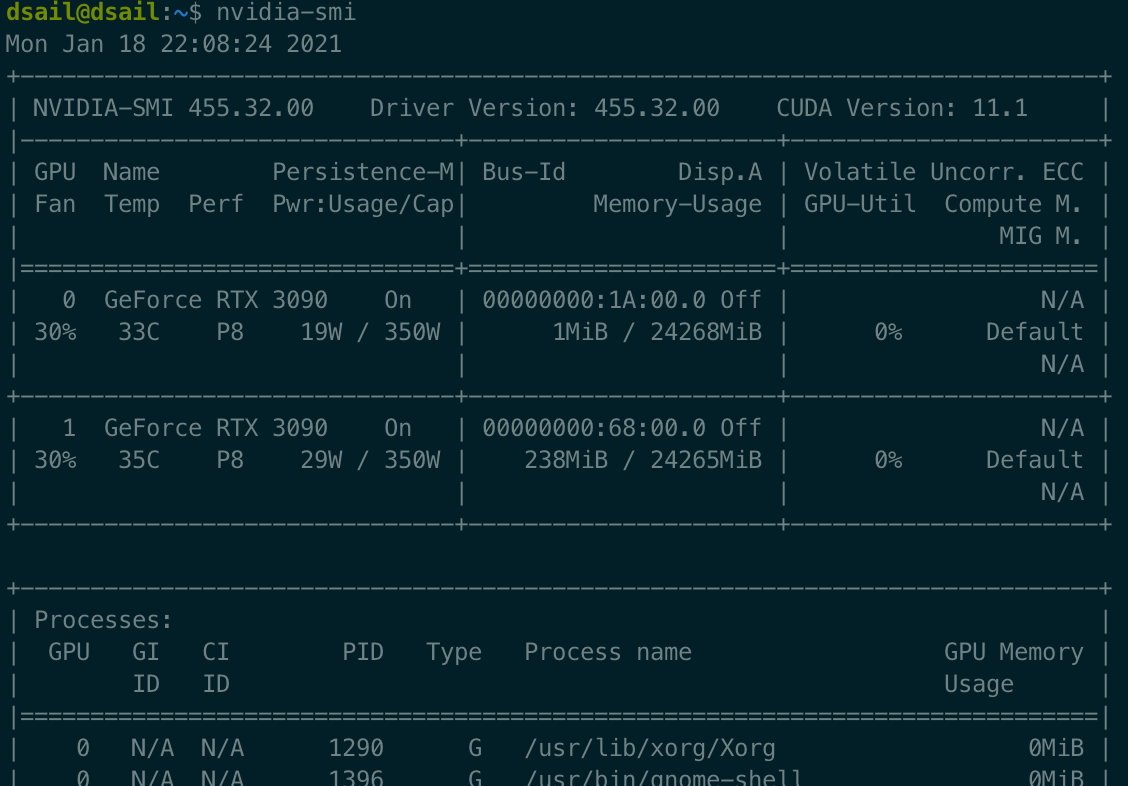 dsail@dsail:~$ nvidia-smi
Mon Jan 18 22:08:24 2021
+-----------------------------------------------------------------------------+
| NVIDIA-SMI 455.32.00    Driver Version: 455.32.00    CUDA Version: 11.1     |
|-------------------------------+----------------------+----------------------+
| GPU  Name        Persistence-M| Bus-Id        Disp.A | Volatile Uncorr. ECC |
| Fan  Temp  Perf  Pwr:Usage/Cap|         Memory-Usage | GPU-Util  Compute M. |
|                               |                      |               MIG M. |
|===============================+======================+======================|
|   0  GeForce RTX 3090    On   | 00000000:1A:00.0 Off |                  N/A |
| 30%   33C    P8    19W / 350W |      1MiB / 24268MiB |      0%      Default |
|                               |                      |                  N/A |
+-------------------------------+----------------------+----------------------+
|   1  GeForce RTX 3090    On   | 00000000:68:00.0 Off |                  N/A |
| 30%   35C    P8    29W / 350W |    238MiB / 24265MiB |      0%      Default |
|                               |                      |                  N/A |
+-------------------------------+----------------------+----------------------+

+-----------------------------------------------------------------------------+
| Processes:                                                                  |
|  GPU   GI   CI        PID   Type   Process name                  GPU Memory |
|        ID   ID                                                   Usage      |
|=============================================================================|
|    0   N/A  N/A      1290      G   /usr/lib/xorg/Xorg                  0MiB |
|    0   N/A  N/A      1396      G   /usr/bin/gnome-shell                0MiB |